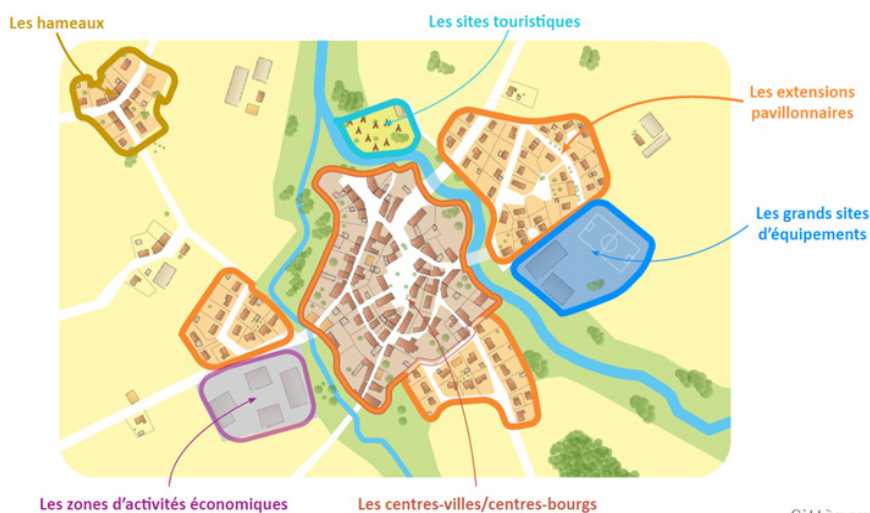 Les hameaux
Les sites touristiques
Les extensions
pavillonnaires
Les grands sites
d'équipements
Les zones d'activités économiques
Les centres-villes/centres-bourgs